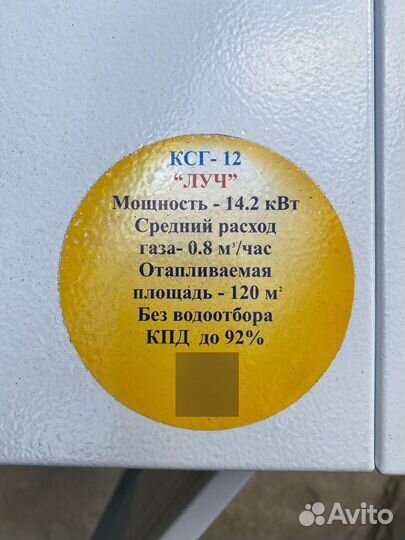 КСГ- 12
“ЛУЧ”
Мощность - 14.2 кВт
Средний расход
газа- 0.8 м³/час
Отапливаемая
площадь - 120 м²
Без водоотбора
КПД до 92%
Avito